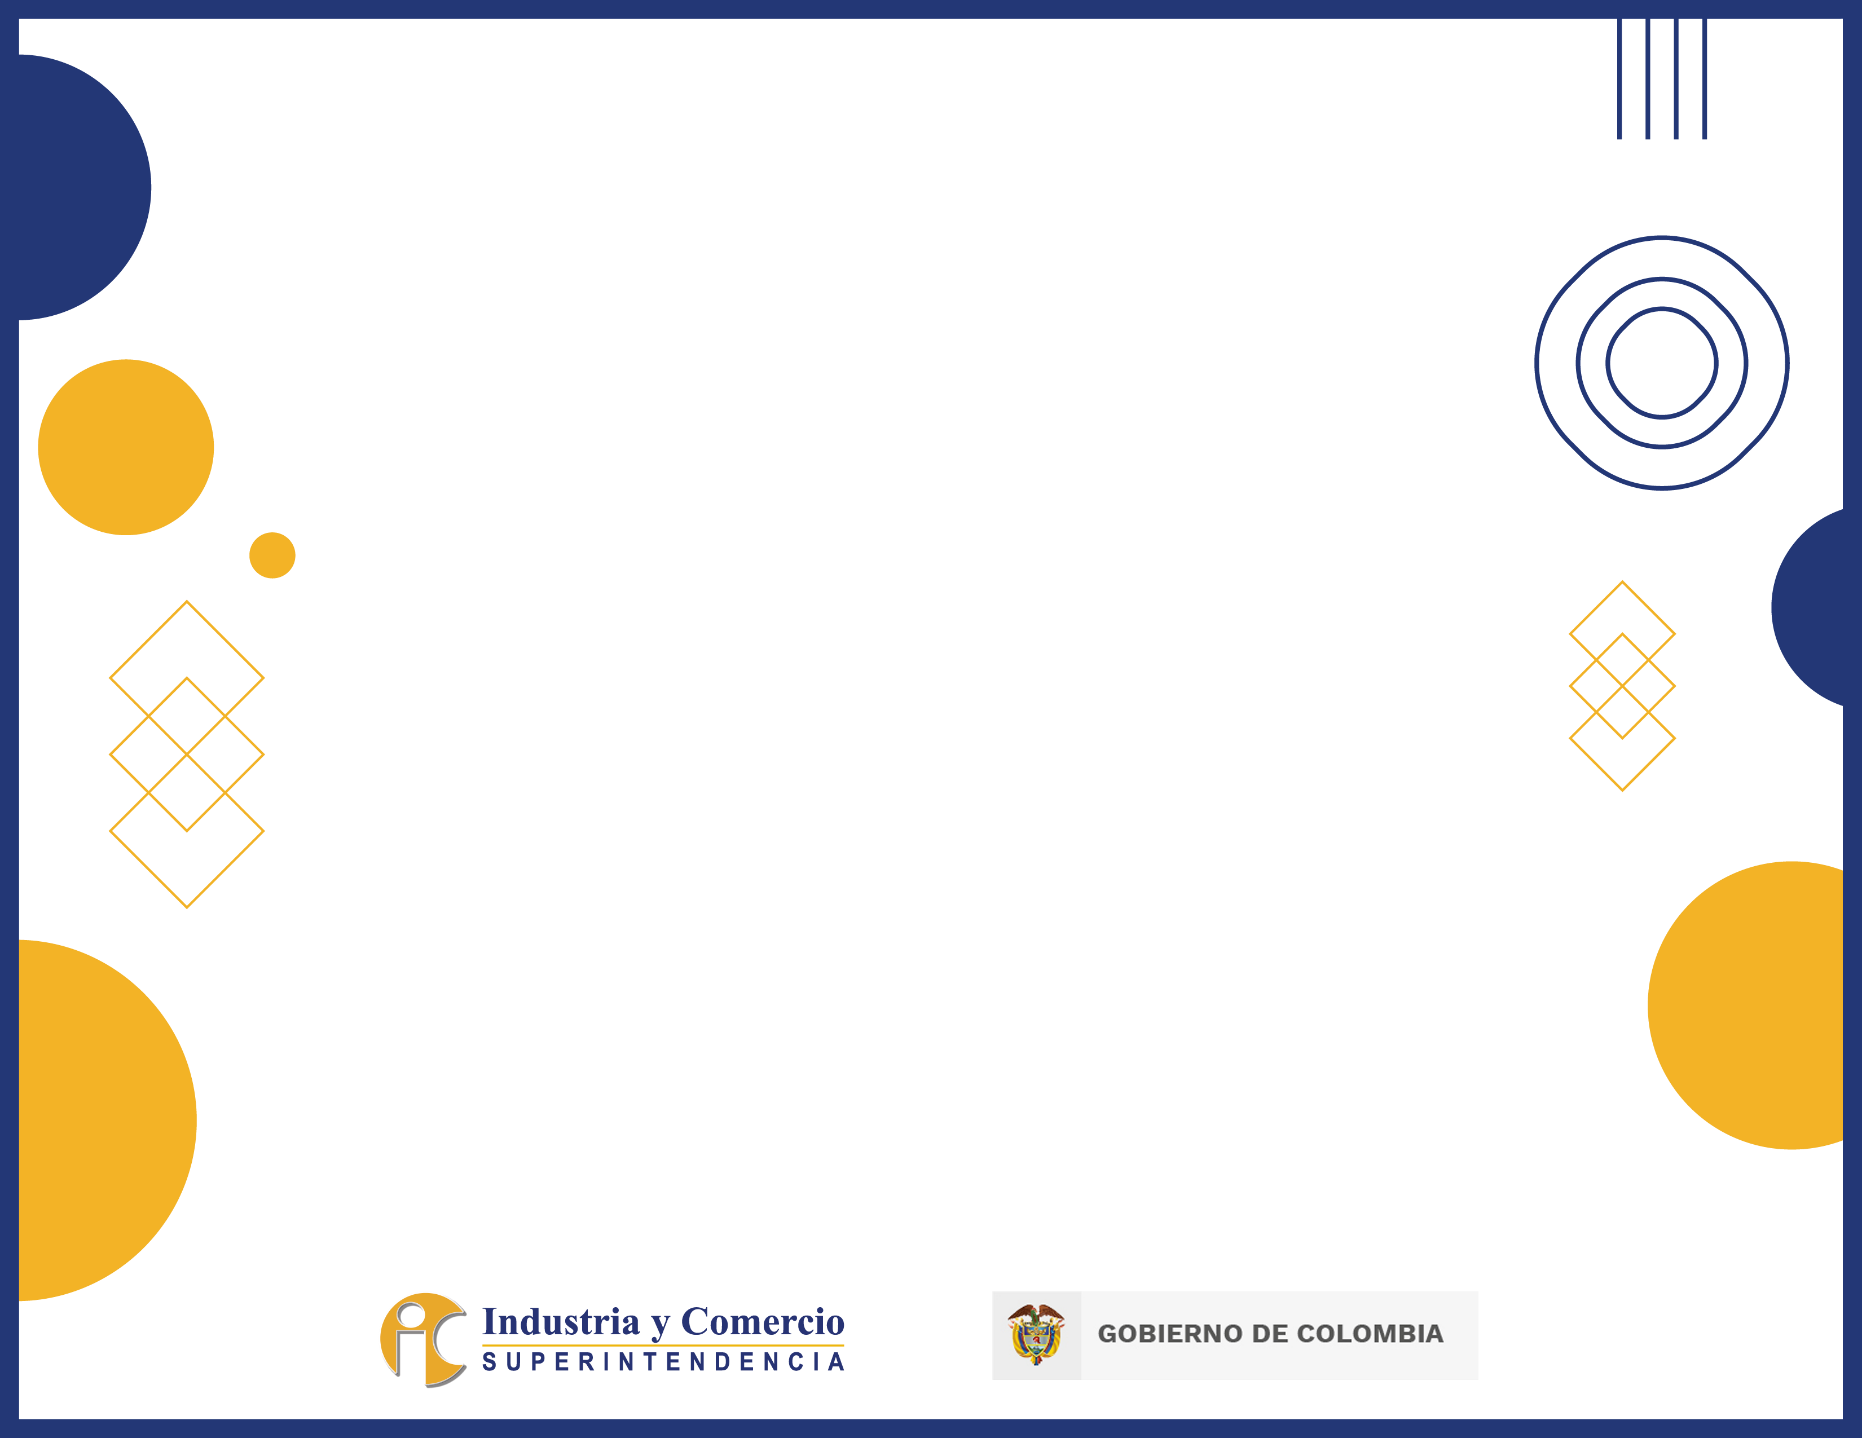 Industria y Comercio
SUPERINTENDENCIA
GOBIERNO DE COLOMBIA